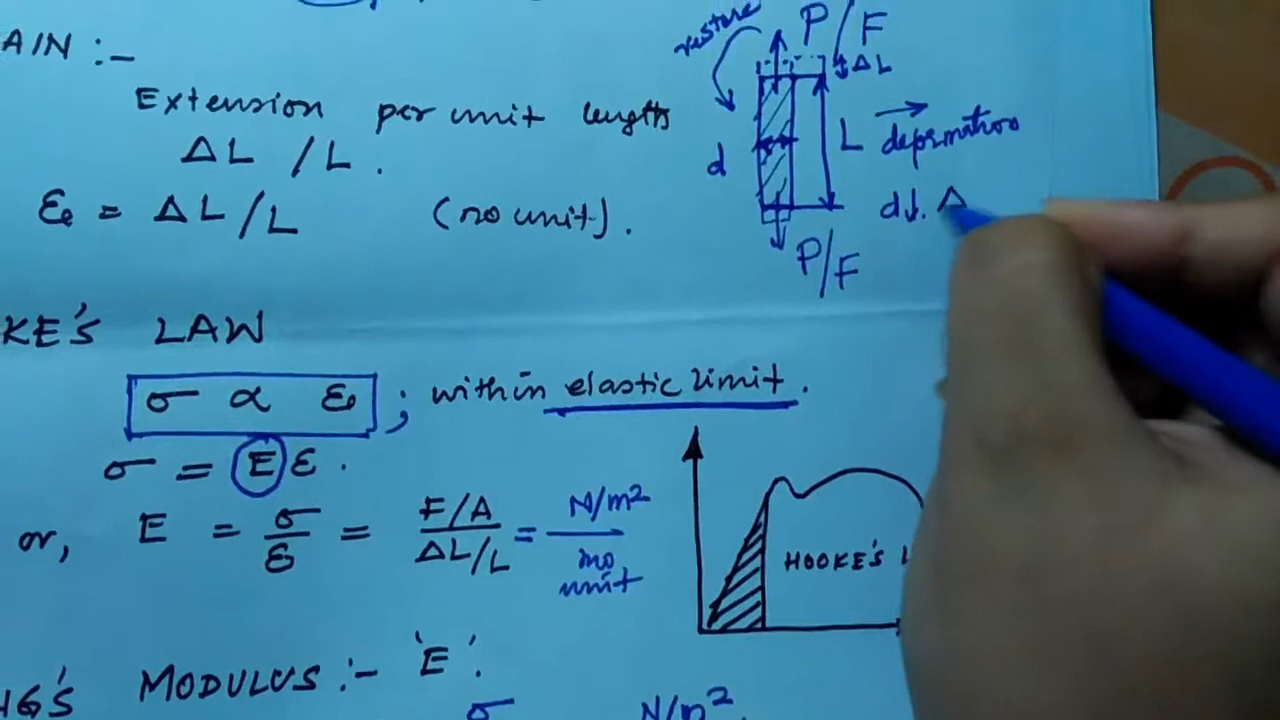 AIN :-
Extension per unit length
ΔL / L .
ε = ΔL / L (no unit) .
restore
P / F
ΔL
d
L
deformation
d↓. Δ
P/F
KE'S LAW
σ ∝ ε ; within elastic limit .
σ = E ε .
or, E = σ/ε = F/A / ΔL/L = N/m² / no unit
HOOKE'S L
NG'S MODULUS :- 'E'.
σ
N/m².